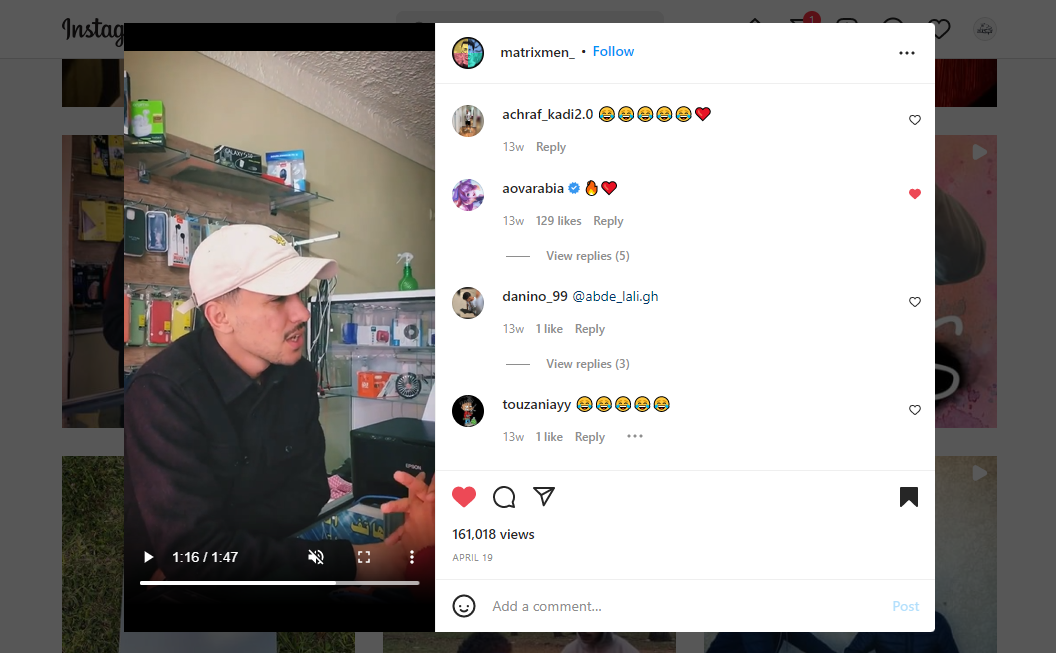 Instag
1
matrixmen_ • Follow
achraf_kadi2.0 😂😂😂😂😂❤️
13w Reply
aovarabia 🔥❤️
13w 129 likes Reply
View replies (5)
danino_99 @abde_lali.gh
13w 1 like Reply
View replies (3)
touzaniayy 😂😂😂😂😂
13w 1 like Reply
161,018 views
APRIL 19
Add a comment... Post
GALAXY S10
EPSON
1:16 / 1:47